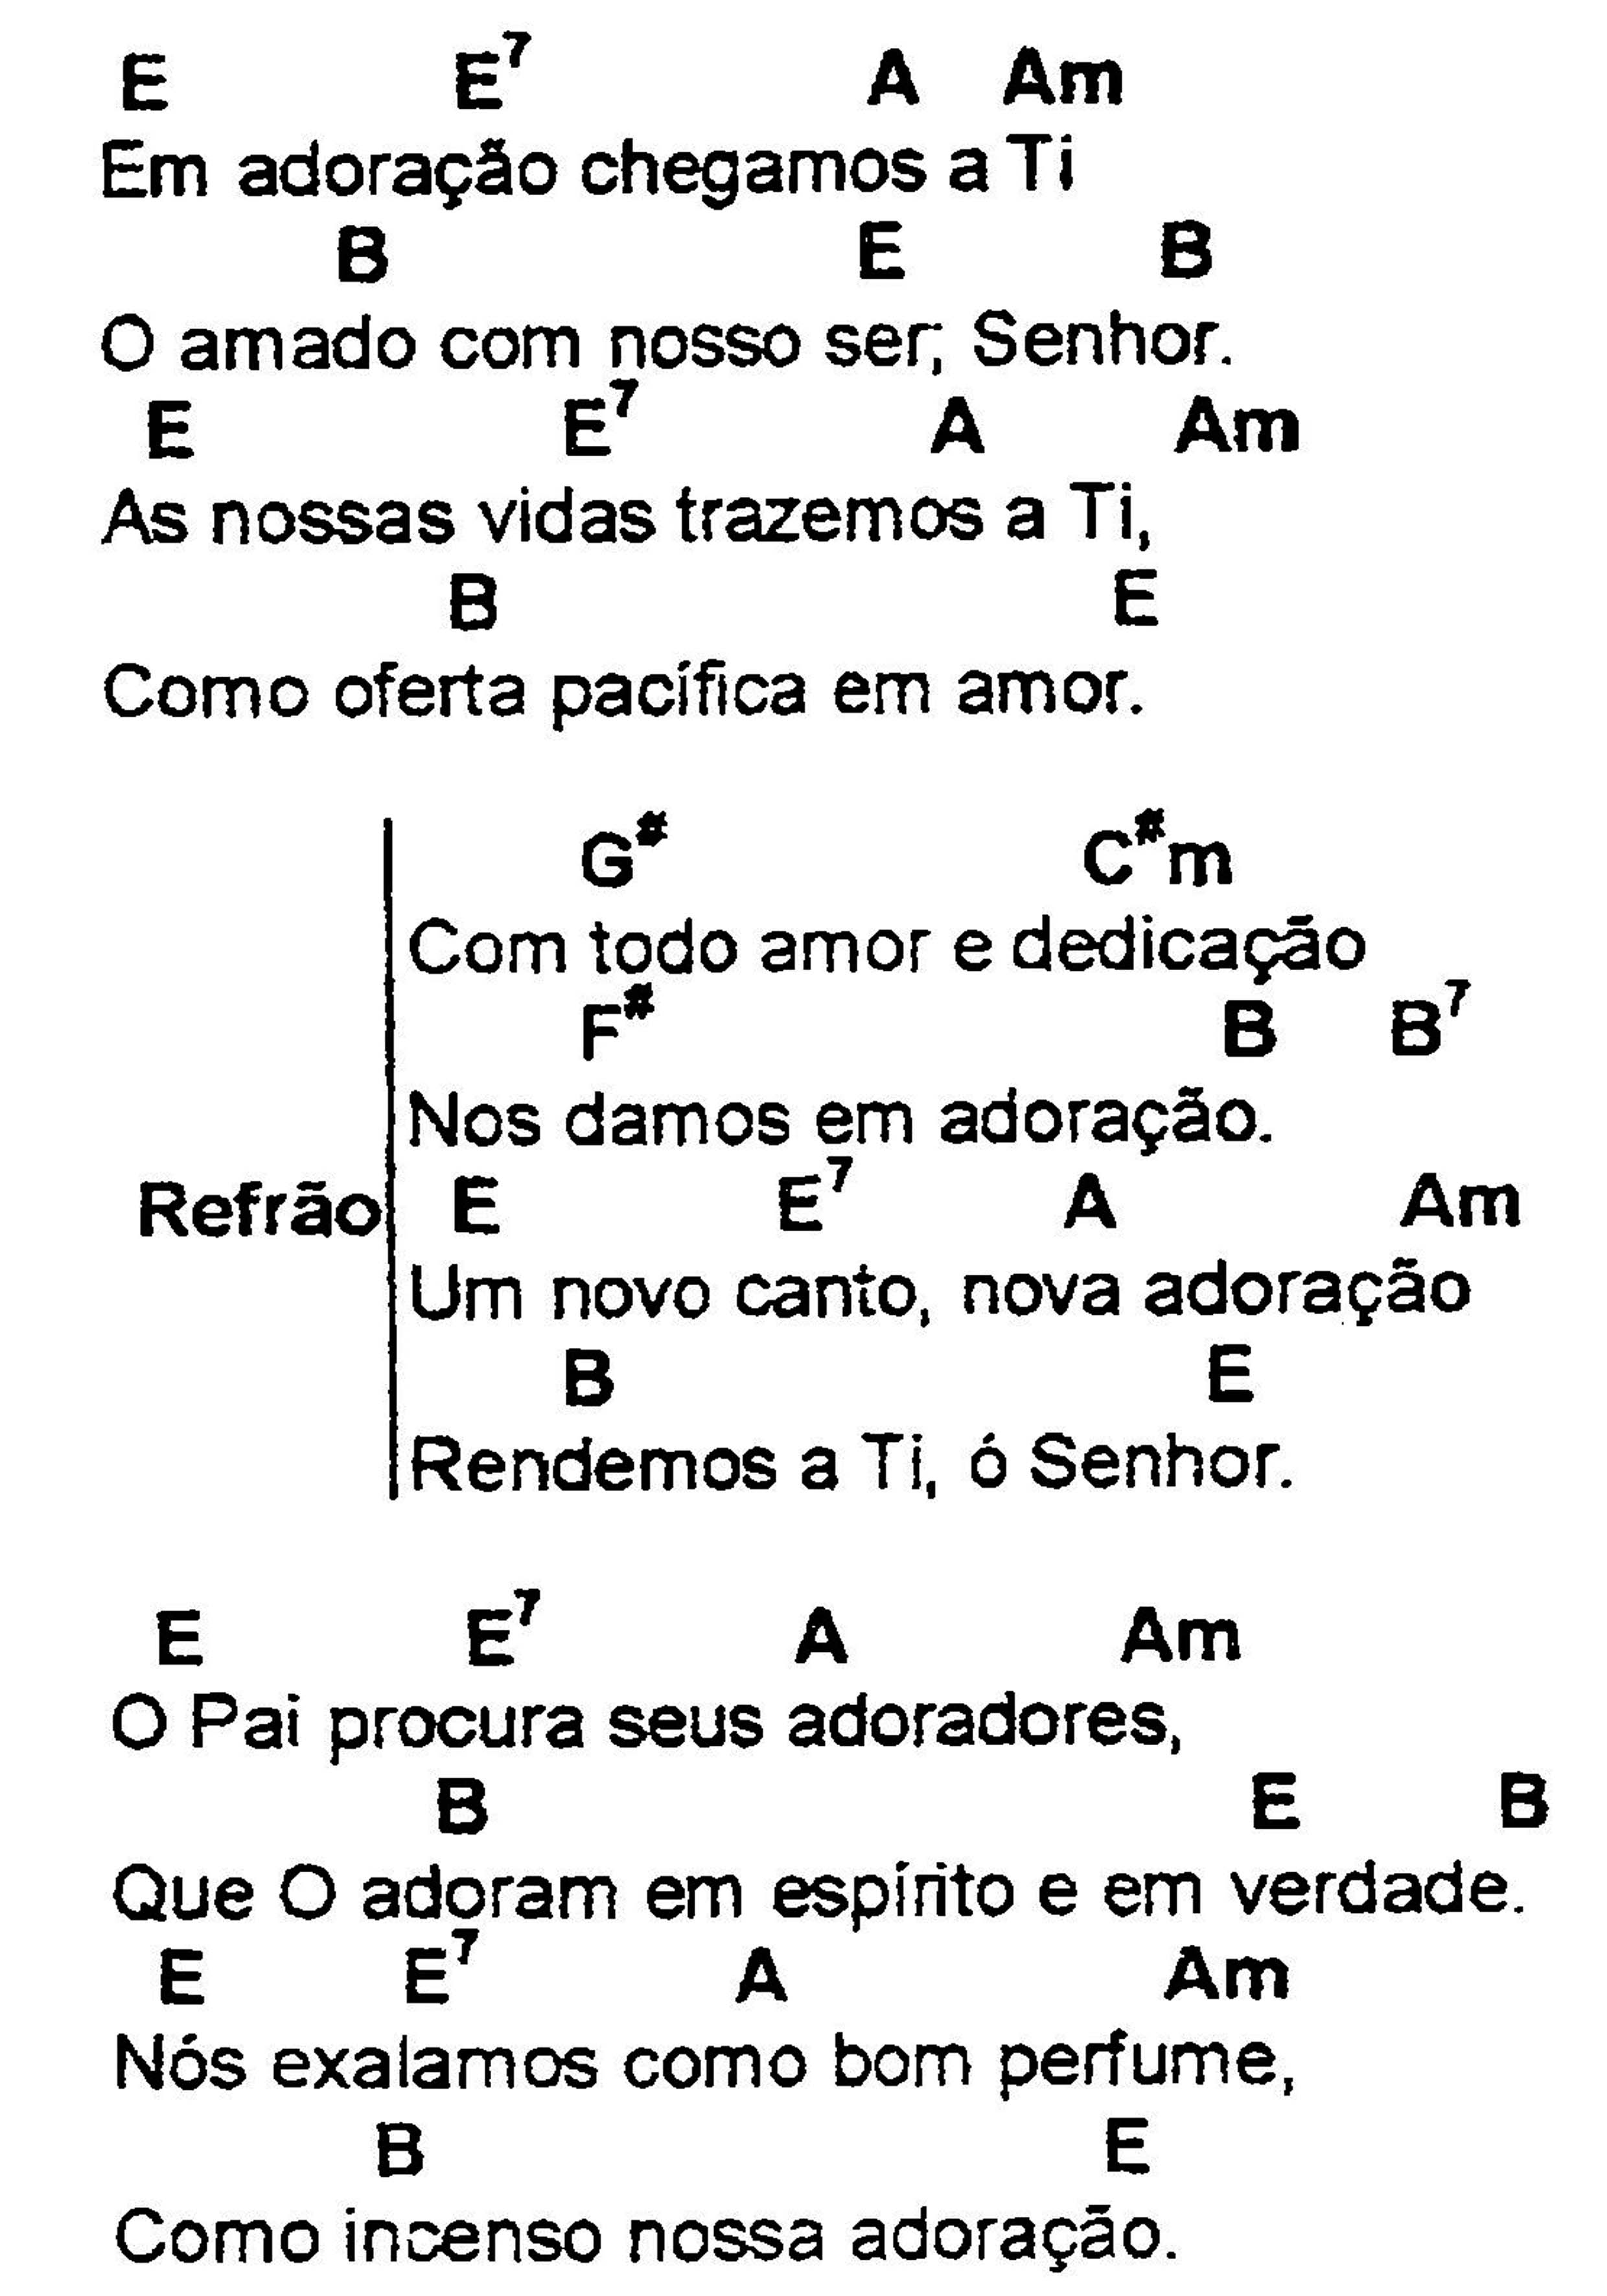 E E7 A Am
Em adoração chegamos a Ti
B E B
O amado com nosso ser, Senhor.
E E7 A Am
As nossas vidas trazemos a Ti,
B E
Como oferta pacífica em amor.
G# C#m
Com todo amor e dedicação
F# B B7
Nos damos em adoração.
Refrão E E7 A Am
Um novo canto, nova adoração
B E
Rendemos a Ti, ó Senhor.
E E7 A Am
O Pai procura seus adoradores,
B E B
Que O adoram em espírito e em verdade.
E E7 A Am
Nós exalamos como bom perfume,
B E
Como incenso nossa adoração.